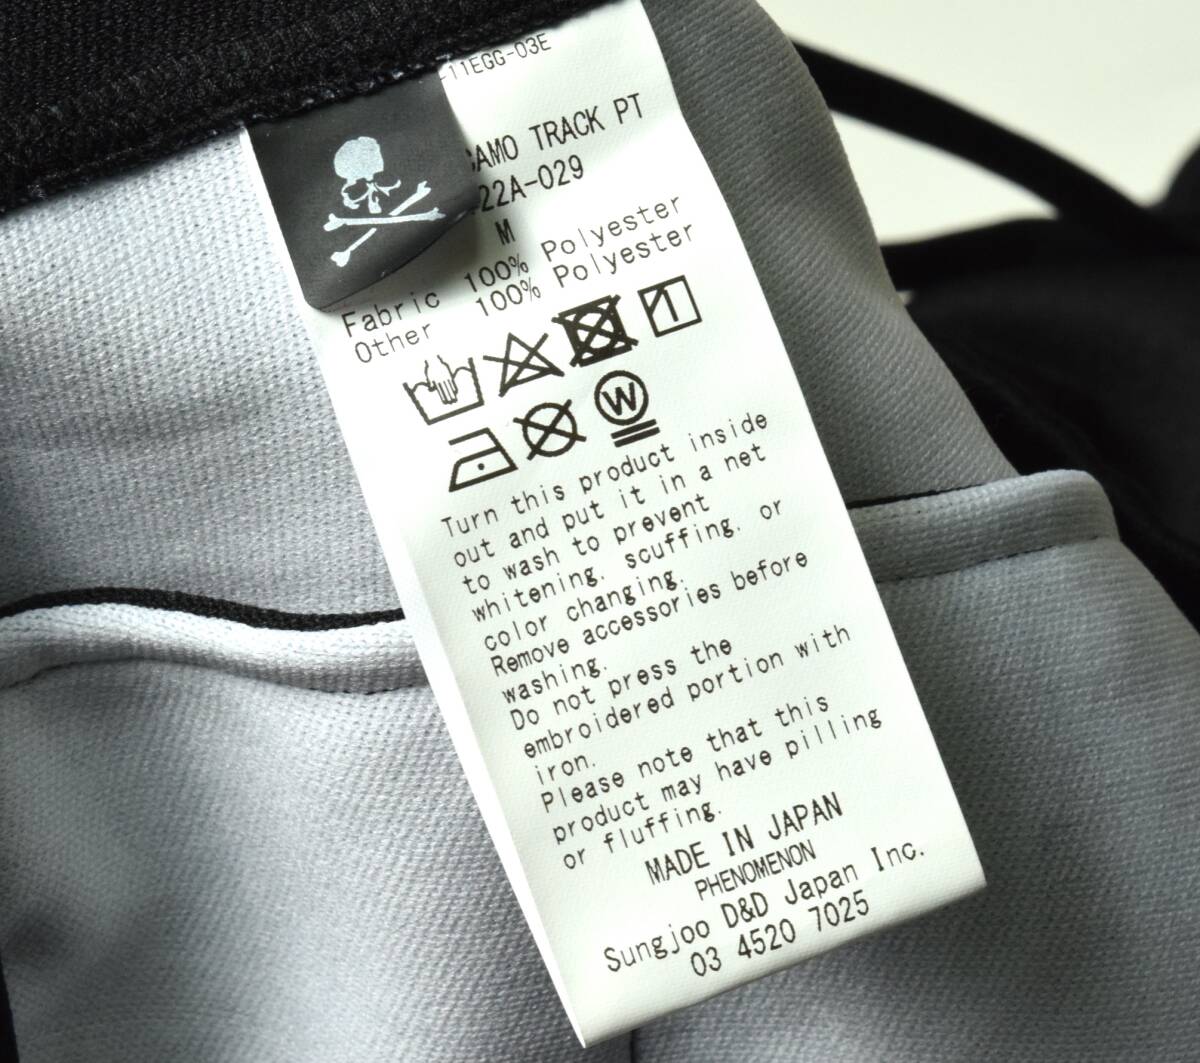 -11EGG-03E
CAMO TRACK PT
-22A-029
M
Fabric 100% Polyester
Other 100% Polyester
1
W
Turn this product inside
out and put it in a net
to wash to prevent
whitening, scuffing, or
color changing.
Remove accessories before
washing.
Do not press the
embroidered portion with
iron.
Please note that this
product may have pilling
or fluffing.
MADE IN JAPAN
PHENOMENON
Sungjoo D&D Japan Inc.
03 4520 7025